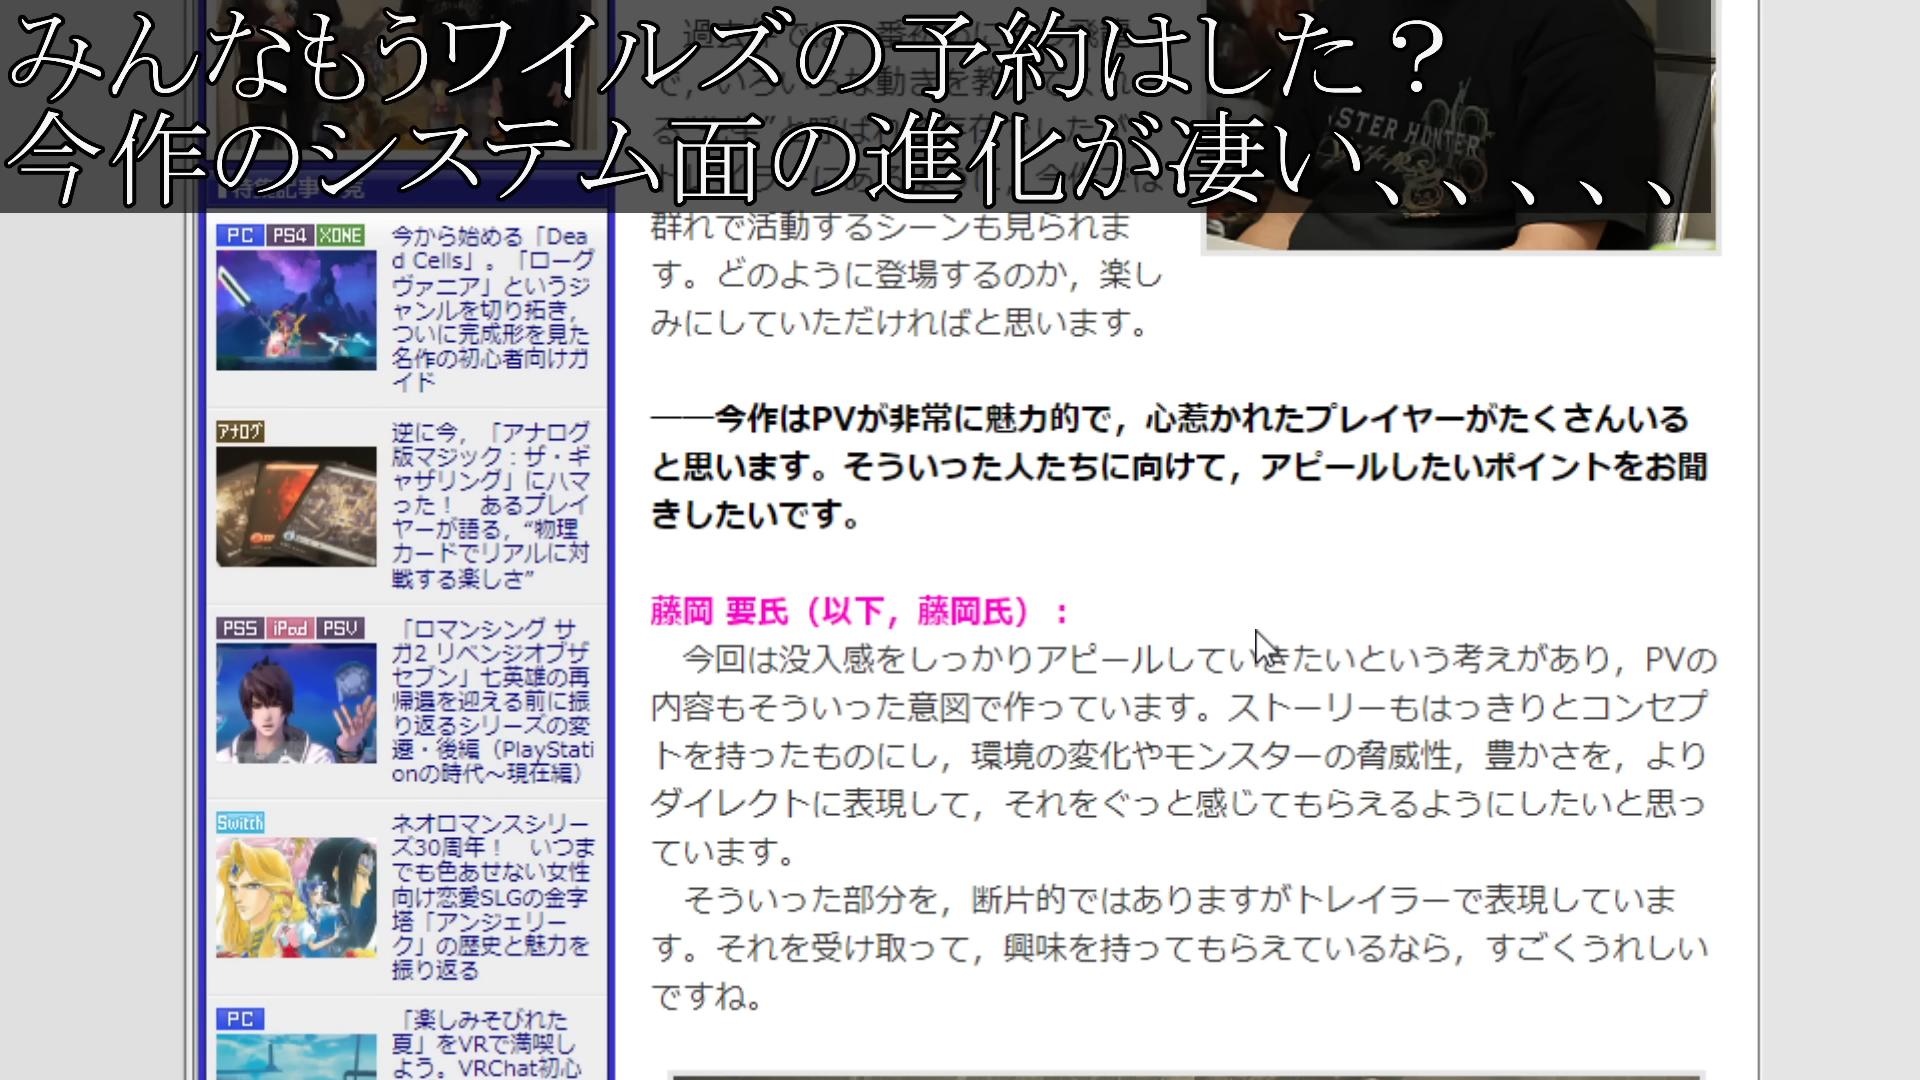 みんなもうワイルズの予約はした？
今作のシステム面の進化が凄い、、、、、
特集記事一覧
PC PS4 XONE
今から始める「Dea
d Cells」。「ローグ
ヴァニア」というジ
ャンルを切り拓き，
ついに完成形を見た
名作の初心者向けガ
イド
アナログ
逆に今，「アナログ
版マジック：ザ・ギ
ャザリング」にハマ
った！　あるプレイ
ヤーが語る，“物理
カードでリアルに対
戦する楽しさ”
PS5 iPod PSV
「ロマンシング サ
ガ2 リベンジオブザ
セブン」七英雄の再
帰還を迎える前に振
り返るシリーズの変
遷・後編（PlayStati
onの時代～現在編）
Switch
ネオロマンスシリー
ズ30周年！　いつま
でも色あせない女性
向け恋愛SLGの金字
塔「アンジェリー
ク」の歴史と魅力を
振り返る
PC
「楽しみそびれた
夏」をVRで満喫し
よう。VRChat初心
STER HUNTER
群れで活動するシーンも見られま
す。どのように登場するのか，楽し
みにしていただければと思います。
――今作はPVが非常に魅力的で，心惹かれたプレイヤーがたくさんいる
と思います。そういった人たちに向けて，アピールしたいポイントをお聞
きしたいです。
藤岡 要氏（以下，藤岡氏）：
今回は没入感をしっかりアピールしていきたいという考えがあり，PVの
内容もそういった意図で作っています。ストーリーもはっきりとコンセプ
トを持ったものにし，環境の変化やモンスターの脅威性，豊かさを，より
ダイレクトに表現して，それをぐっと感じてもらえるようにしたいと思っ
ています。
そういった部分を，断片的ではありますがトレイラーで表現していま
す。それを受け取って，興味を持ってもらえているなら，すごくうれしい
ですね。